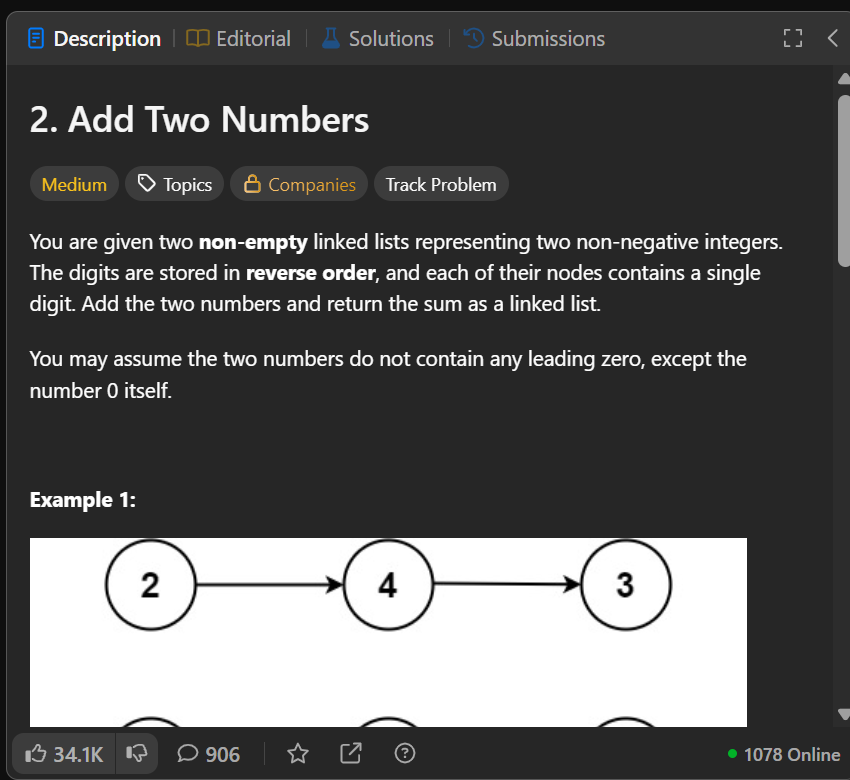 Description | Editorial | Solutions | Submissions
2. Add Two Numbers
Medium Topics Companies Track Problem
You are given two non-empty linked lists representing two non-negative integers.
The digits are stored in reverse order, and each of their nodes contains a single
digit. Add the two numbers and return the sum as a linked list.
You may assume the two numbers do not contain any leading zero, except the
number 0 itself.
Example 1:
2 4 3
34.1K 906 1078 Online